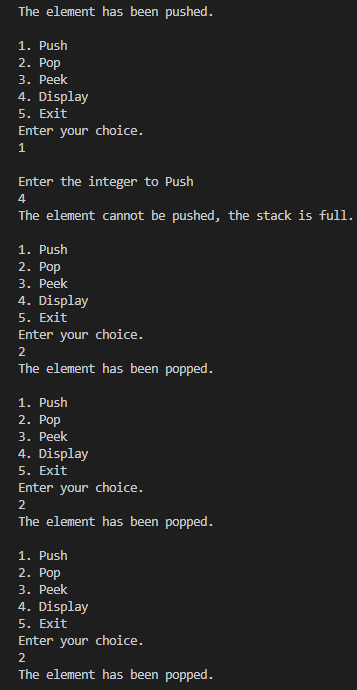 The element has been pushed.
1. Push
2. Pop
3. Peek
4. Display
5. Exit
Enter your choice.
1
Enter the integer to Push
4
The element cannot be pushed, the stack is full.
1. Push
2. Pop
3. Peek
4. Display
5. Exit
Enter your choice.
2
The element has been popped.
1. Push
2. Pop
3. Peek
4. Display
5. Exit
Enter your choice.
2
The element has been popped.
1. Push
2. Pop
3. Peek
4. Display
5. Exit
Enter your choice.
2
The element has been popped.